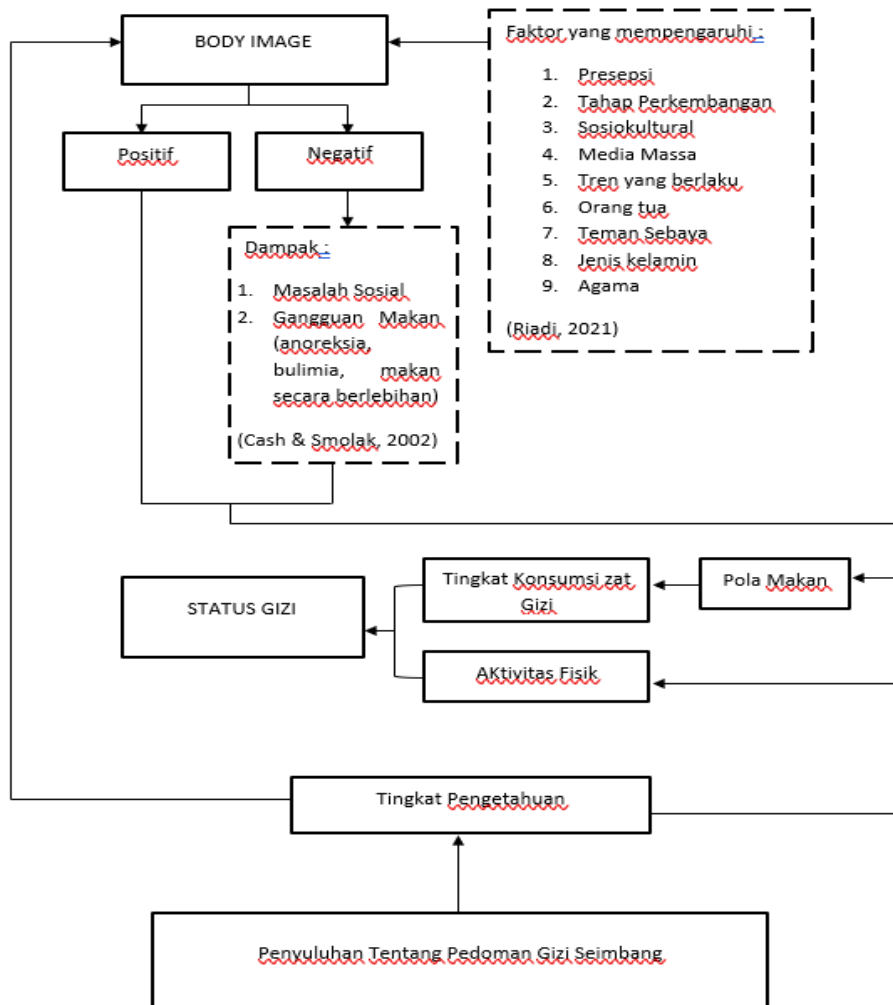 BODY IMAGE
Faktor yang mempengaruhi :
1. Presepsi
2. Tahap Perkembangan
3. Sosiokultural
4. Media Massa
5. Tren yang berlaku
6. Orang tua
7. Teman Sebaya
8. Jenis kelamin
9. Agama
(Riadi, 2021)
Positif
Negatif
Dampak :
1. Masalah Sosial
2. Gangguan Makan
(anoreksia,
bulimia, makan
secara berlebihan)
(Cash & Smolak, 2002)
STATUS GIZI
Tingkat Konsumsi zat
Gizi
Pola Makan
AKtivitas Fisik
Tingkat Pengetahuan
Penyuluhan Tentang Pedoman Gizi Seimbang